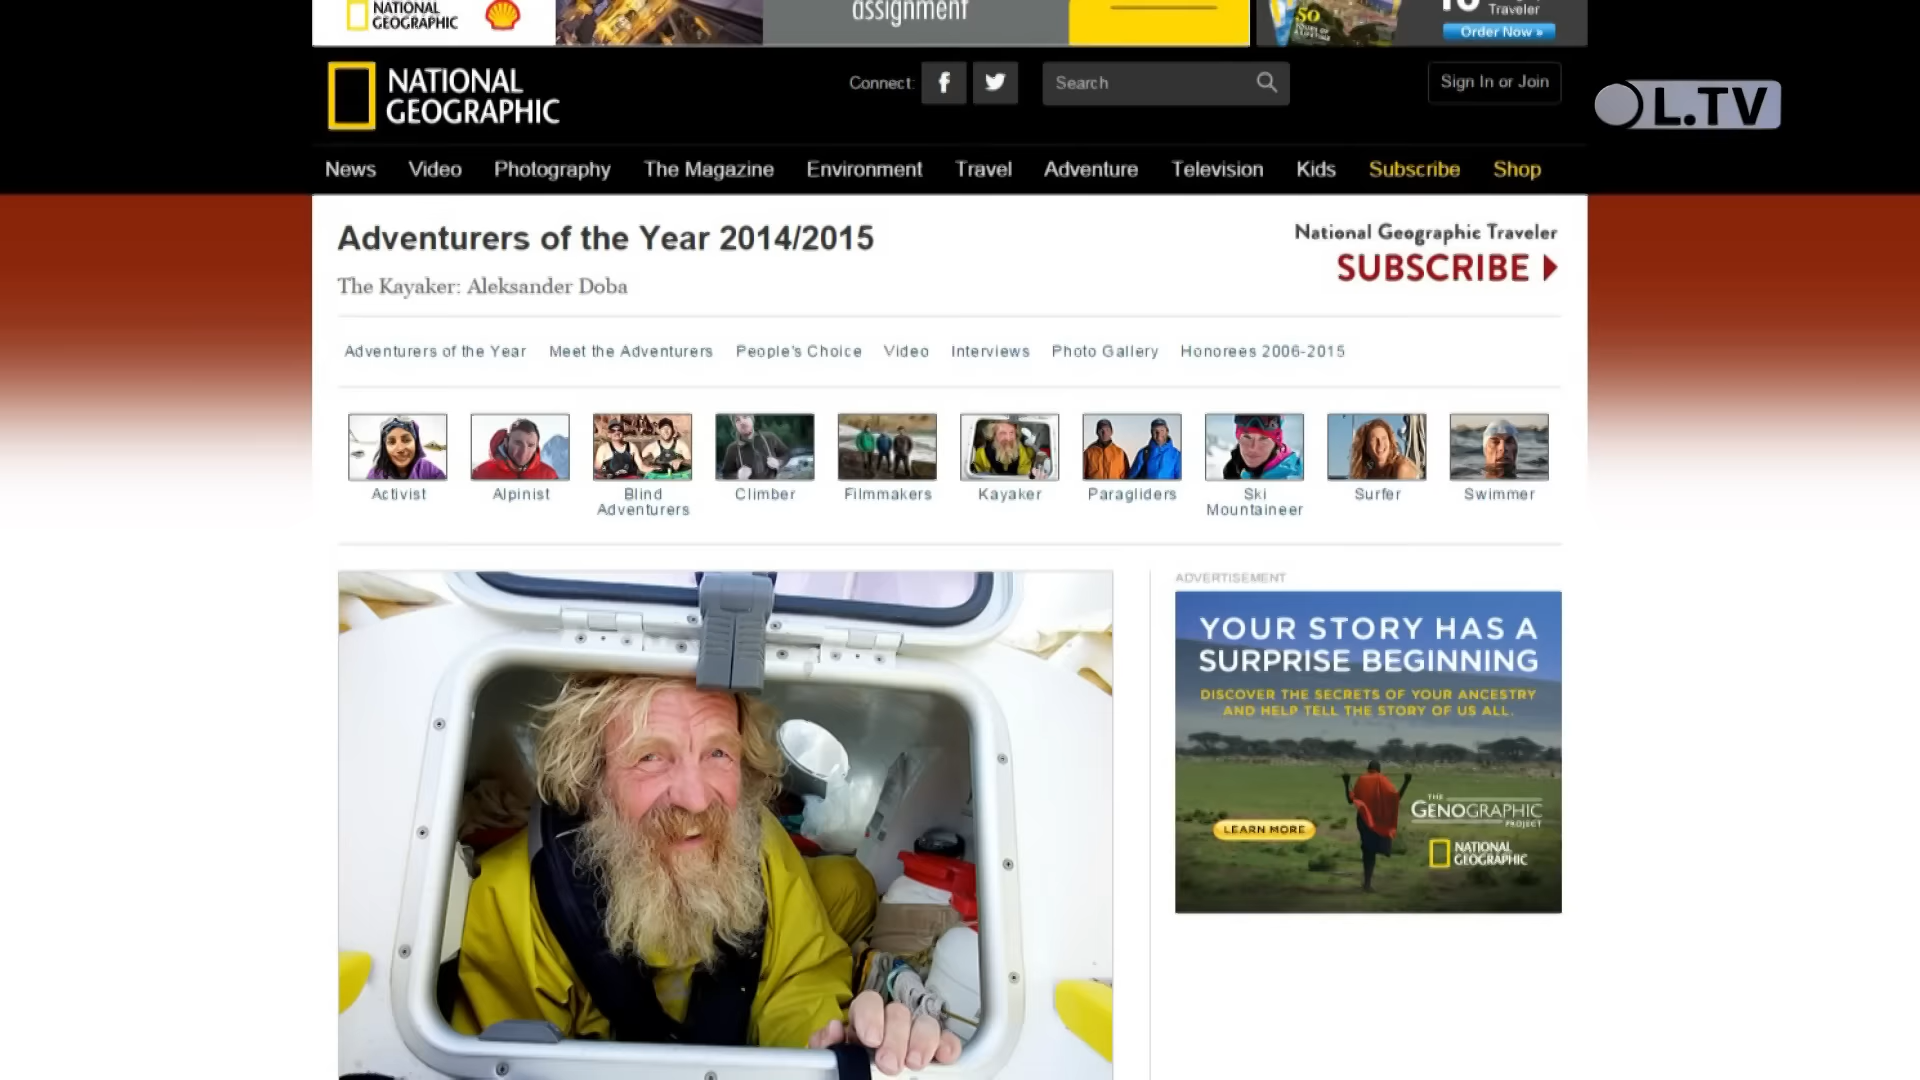 NATIONAL
GEOGRAPHIC
assignment
Traveler
Order Now »
50
NATIONAL
GEOGRAPHIC
Connect:
Search
Sign In or Join
L.TV
News Video Photography The Magazine Environment Travel Adventure Television Kids Subscribe Shop
Adventurers of the Year 2014/2015
The Kayaker: Aleksander Doba
National Geographic Traveler
SUBSCRIBE
Adventurers of the Year Meet the Adventurers People's Choice Video Interviews Photo Gallery Honorees 2006-2015
Activist Alpinist Blind Adventurers Climber Filmmakers Kayaker Paragliders Ski Mountaineer Surfer Swimmer
ADVERTISEMENT
YOUR STORY HAS A
SURPRISE BEGINNING
DISCOVER THE SECRETS OF YOUR ANCESTRY
AND HELP TELL THE STORY OF US ALL.
LEARN MORE
THE
GENOGRAPHIC
PROJECT
NATIONAL
GEOGRAPHIC